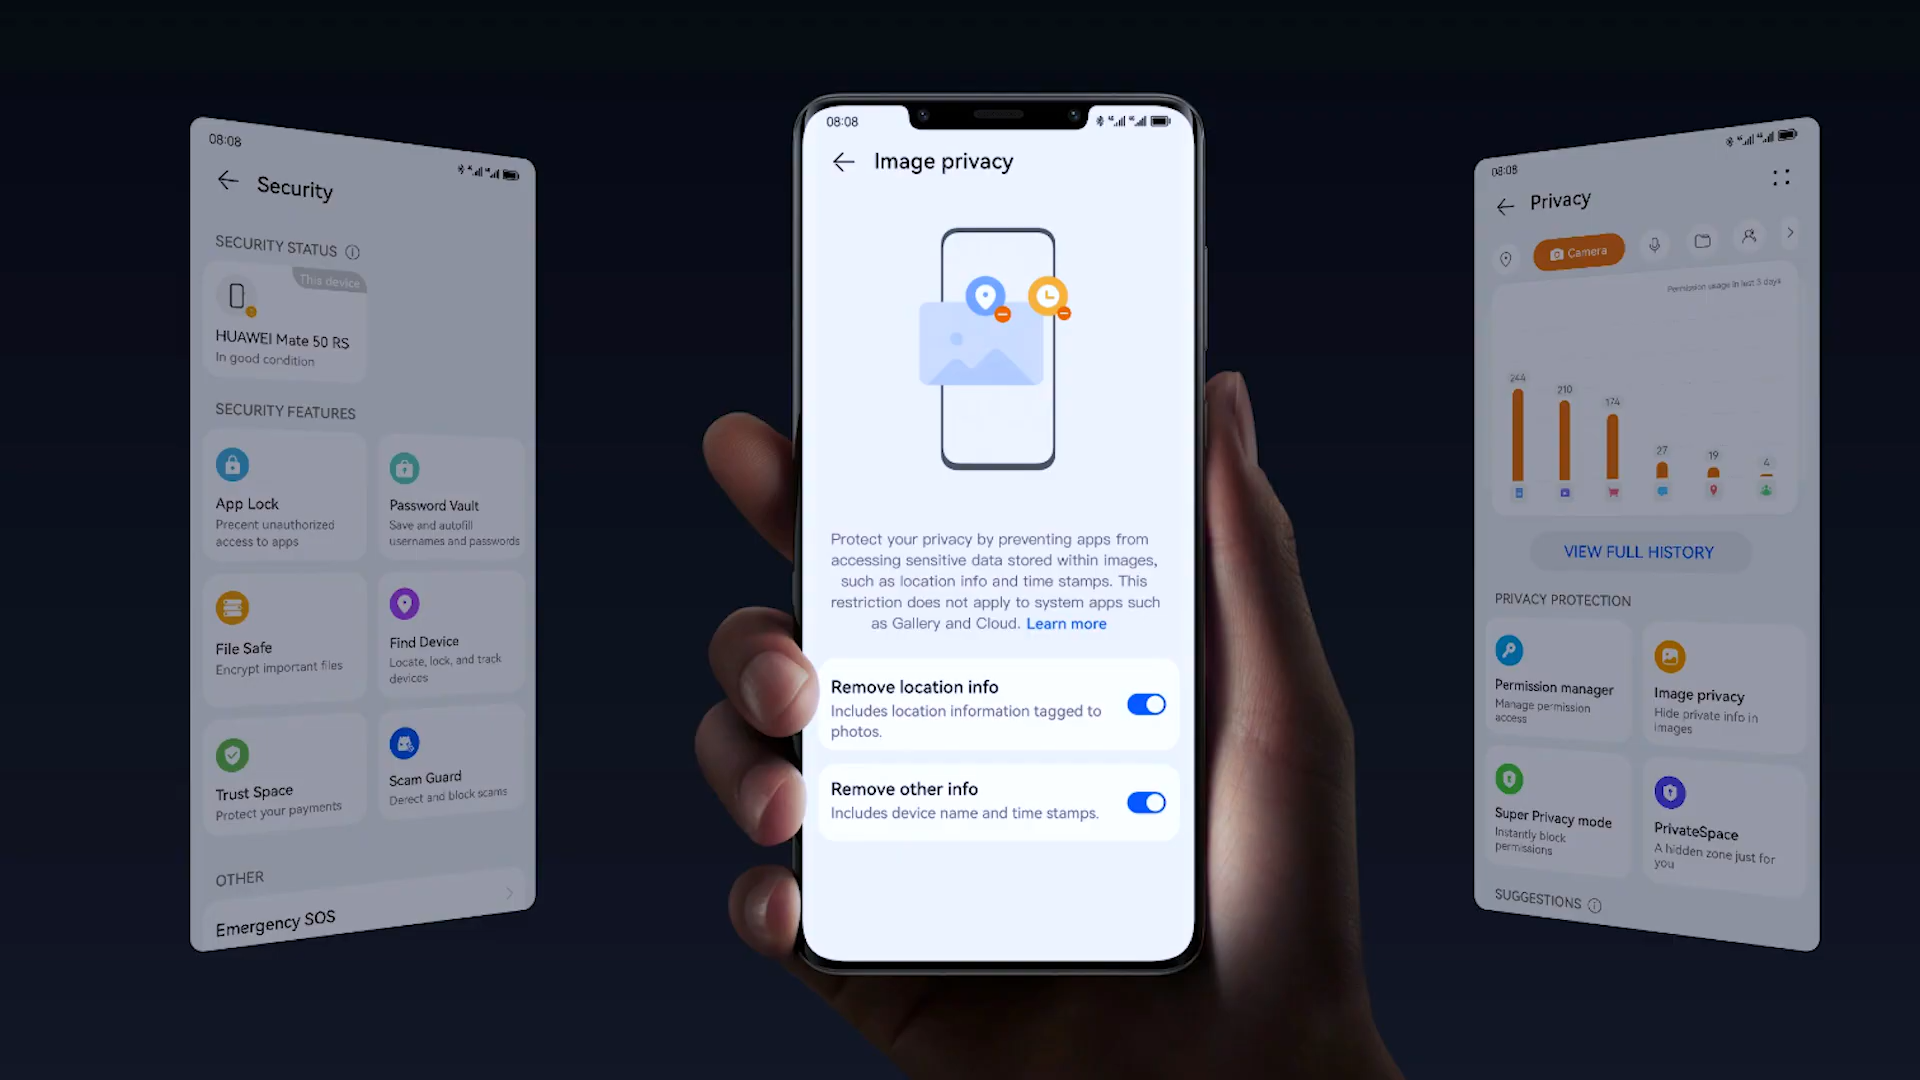 08:08
Security
SECURITY STATUS
This device
HUAWEI Mate 50 RS
In good condition
SECURITY FEATURES
App Lock
Precent unauthorized
access to apps
Password Vault
Save and autofill
usernames and passwords
File Safe
Encrypt important files
Find Device
Locate, lock, and track
devices
Trust Space
Protect your payments
Scam Guard
Derect and block scams
OTHER
Emergency SOS
08:08
Image privacy
Protect your privacy by preventing apps from
accessing sensitive data stored within images,
such as location info and time stamps. This
restriction does not apply to system apps such
as Gallery and Cloud. Learn more
Remove location info
Includes location information tagged to
photos.
Remove other info
Includes device name and time stamps.
08:08
Privacy
Camera
Permission usage in last 3 days
244
210
174
27
19
4
VIEW FULL HISTORY
PRIVACY PROTECTION
Permission manager
Manage permission
access
Image privacy
Hide private info in
images
Super Privacy mode
Instantly block
permissions
PrivateSpace
A hidden zone just for
you
SUGGESTIONS